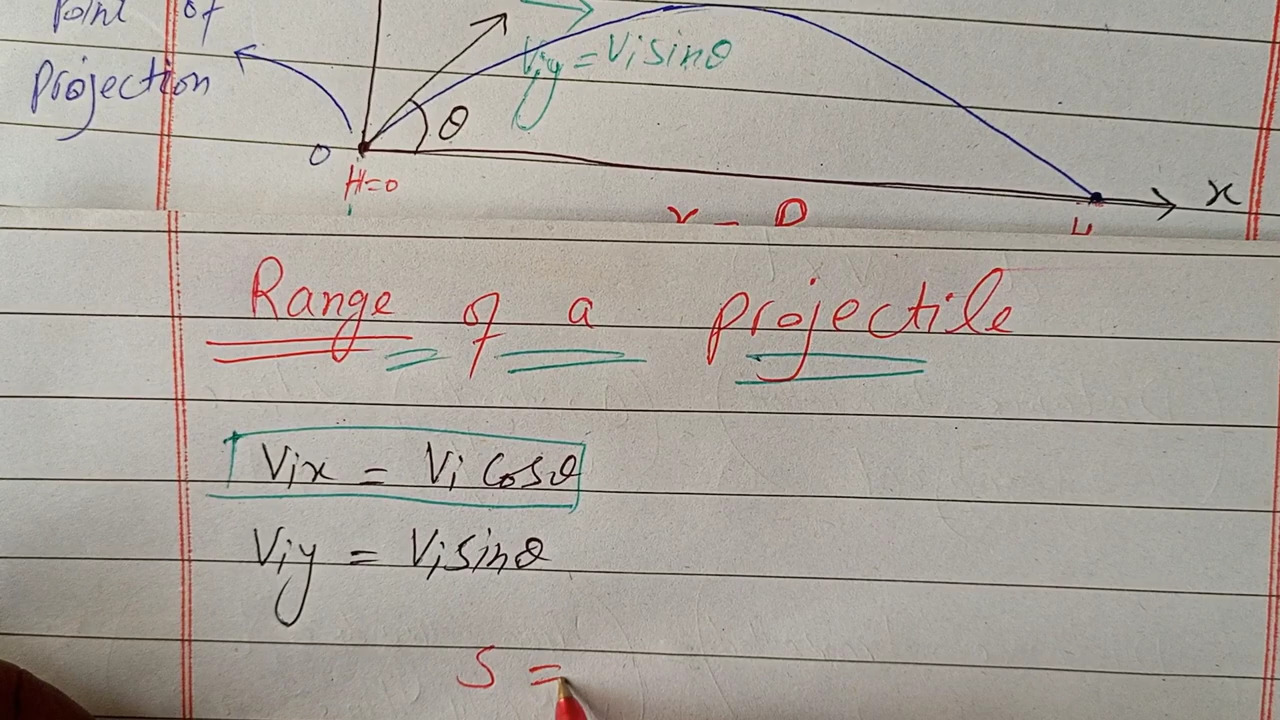 Point of
Projection
Viy = Visinθ
θ
O
H=0
x
Range of a projectile
Vix = Vi Cosθ
Viy = Visinθ
S =